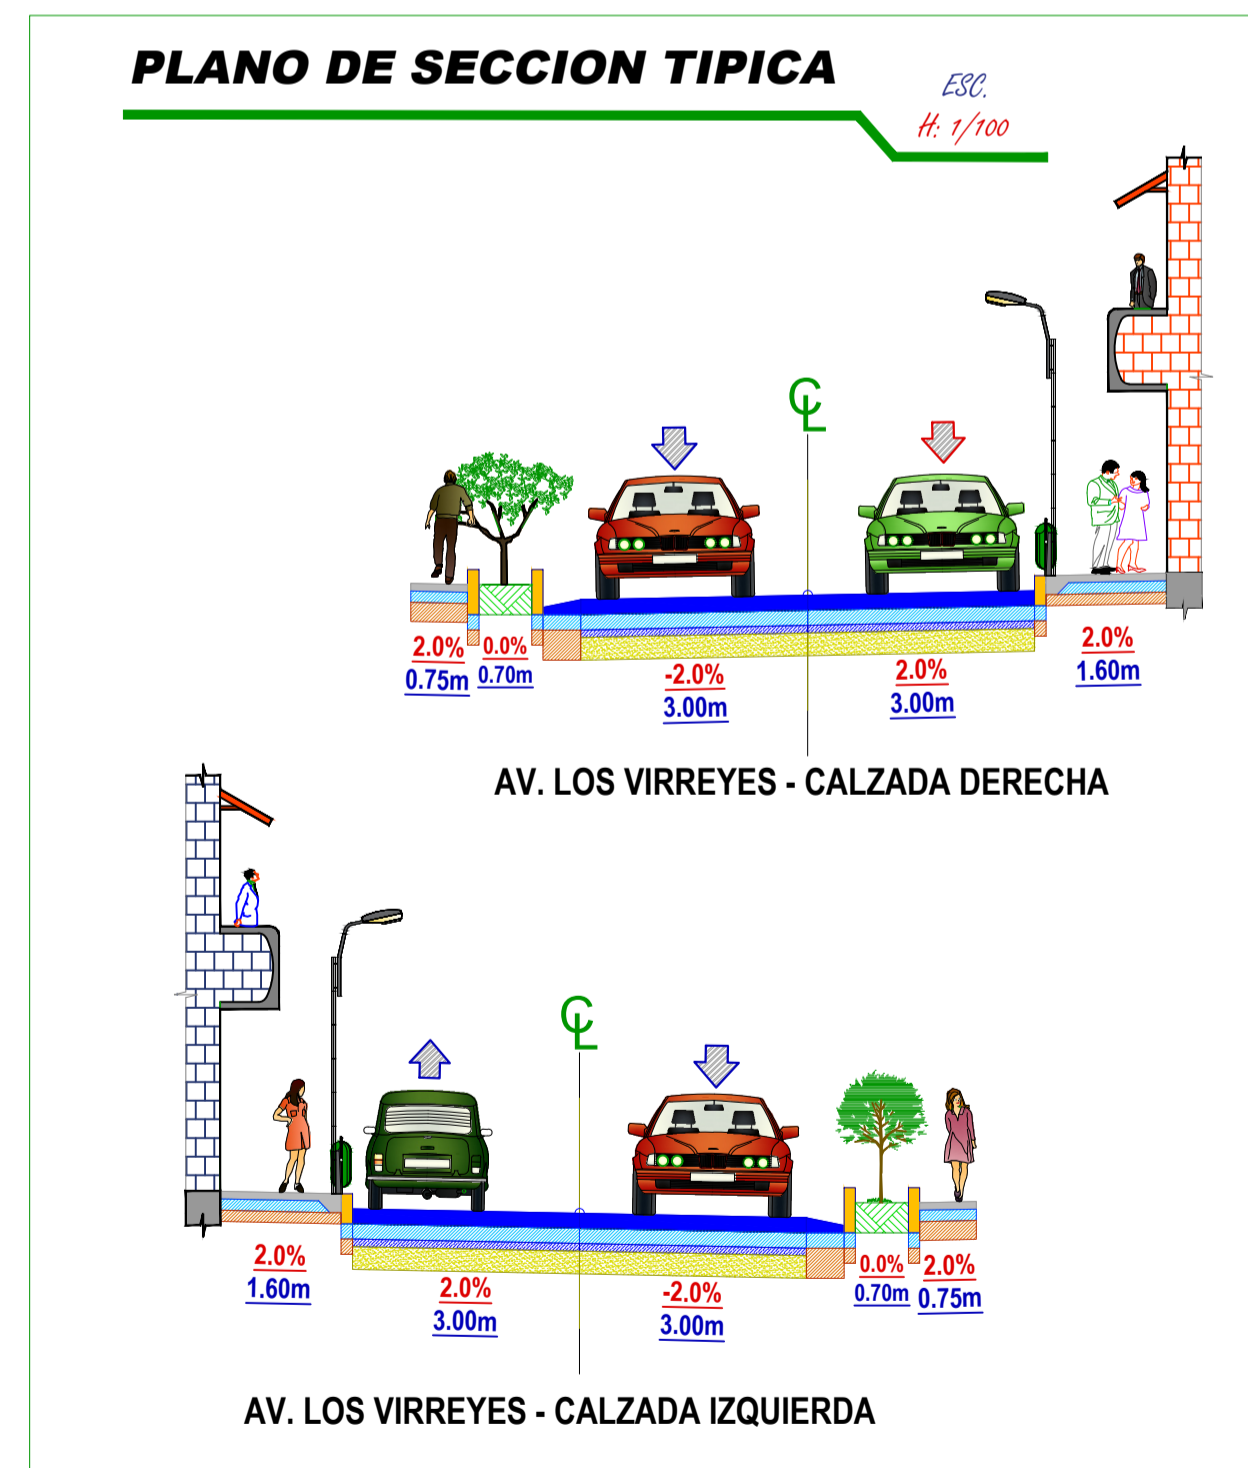 PLANO DE SECCION TIPICA
ESC.
H: 1/100
CL
2.0% 0.0% -2.0% 2.0% 2.0%
0.75m 0.70m 3.00m 3.00m 1.60m
AV. LOS VIRREYES - CALZADA DERECHA
CL
2.0% 2.0% -2.0% 0.0% 2.0%
1.60m 3.00m 3.00m 0.70m 0.75m
AV. LOS VIRREYES - CALZADA IZQUIERDA